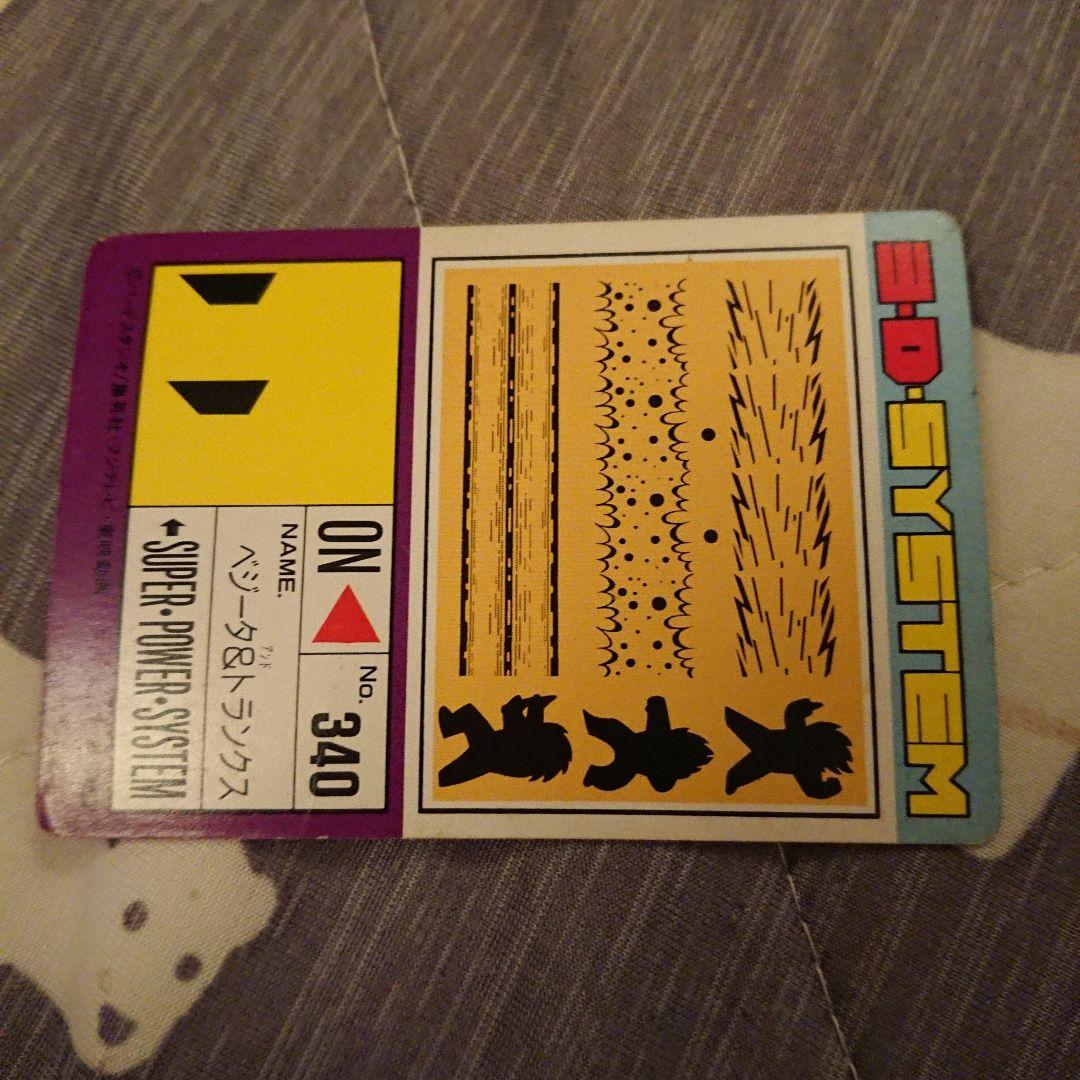 3・D・SYSTEM
ON
No. 340
NAME.
アンド
ベジータ&トランクス
SUPER・POWER・SYSTEM